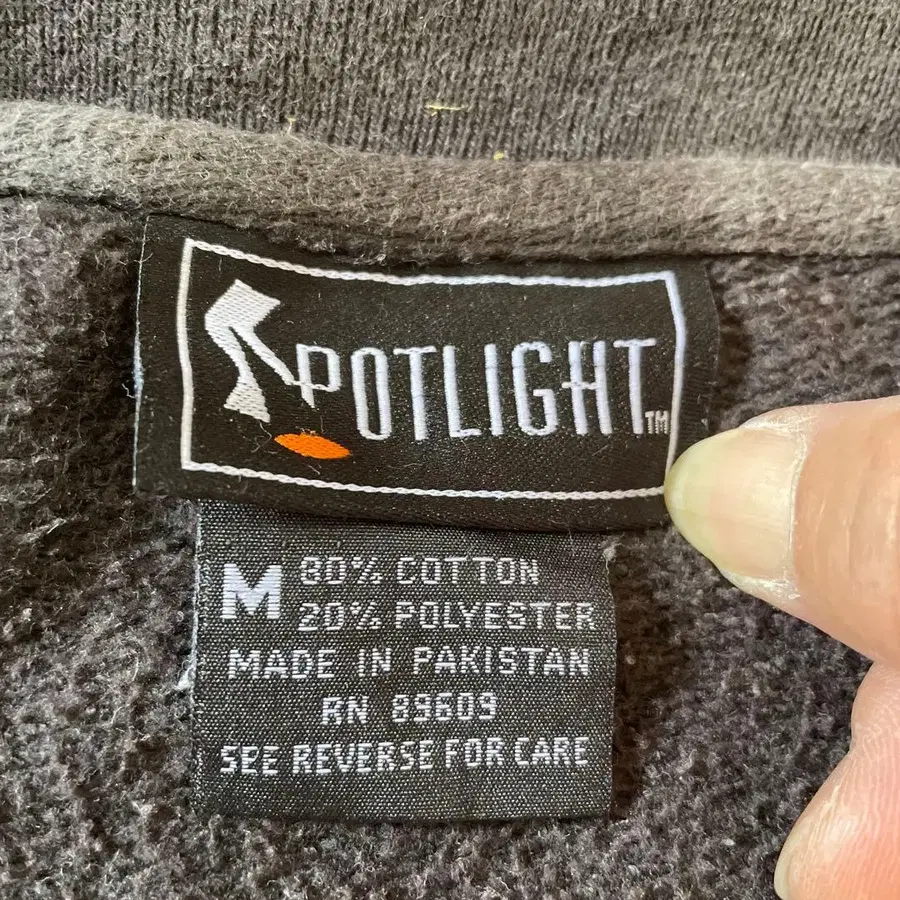 SPOTLIGHT™
M 80% COTTON
20% POLYESTER
MADE IN PAKISTAN
RN 89609
SEE REVERSE FOR CARE